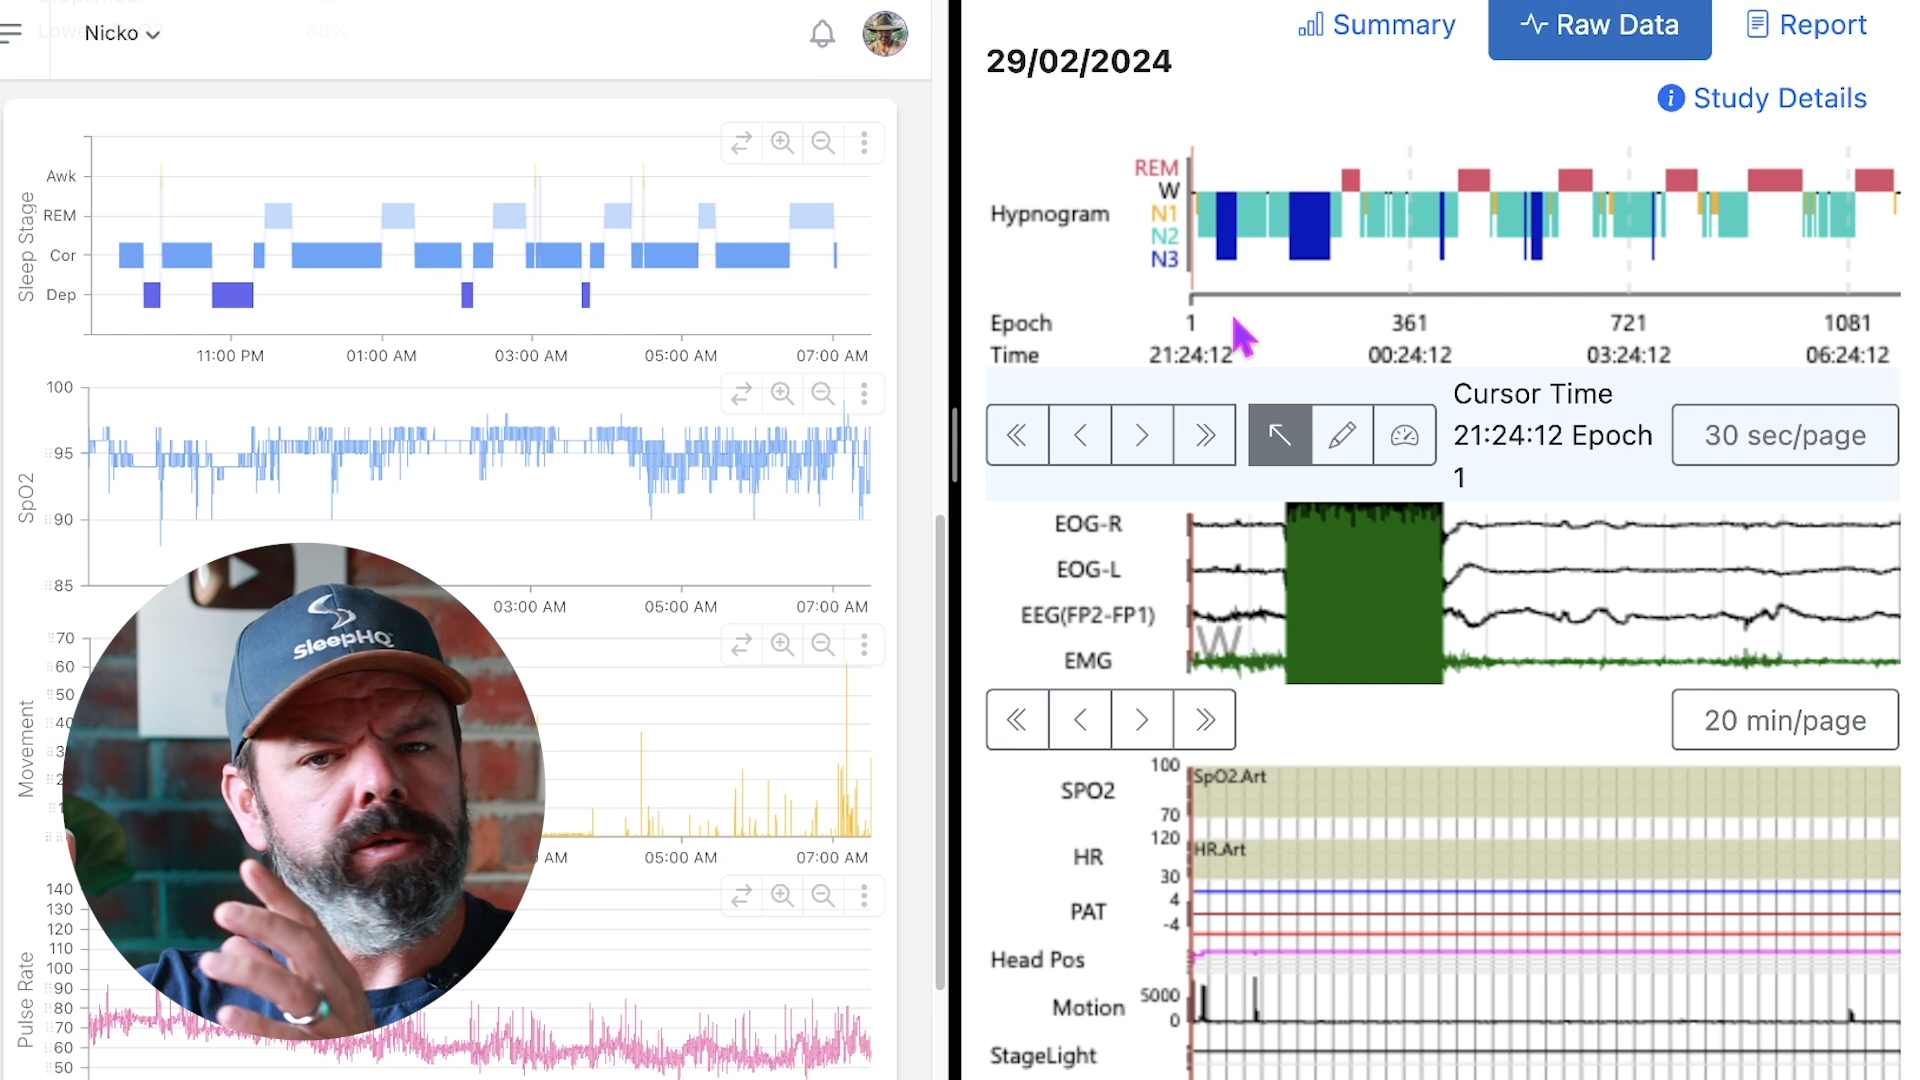 Nicko
98%
Sleep Stage
Awk
REM
Cor
Dep
11:00 PM 01:00 AM 03:00 AM 05:00 AM 07:00 AM
SpO2
100
95
90
85
03:00 AM 05:00 AM 07:00 AM
Movement
70
60
50
AM 05:00 AM 07:00 AM
Pulse Rate
140
130
120
110
100
90
80
70
60
50
SleepHQ
Summary Raw Data Report
29/02/2024
Study Details
Hypnogram
REM
W
N1
N2
N3
Epoch 1 361 721 1081
Time 21:24:12 00:24:12 03:24:12 06:24:12
Cursor Time
21:24:12 Epoch
1
30 sec/page
EOG-R
EOG-L
EEG(FP2-FP1)
W
EMG
20 min/page
SPO2 100 SpO2.Art
70
HR 120 HR.Art
30
PAT 4
-4
Head Pos
Motion 5000
0
StageLight